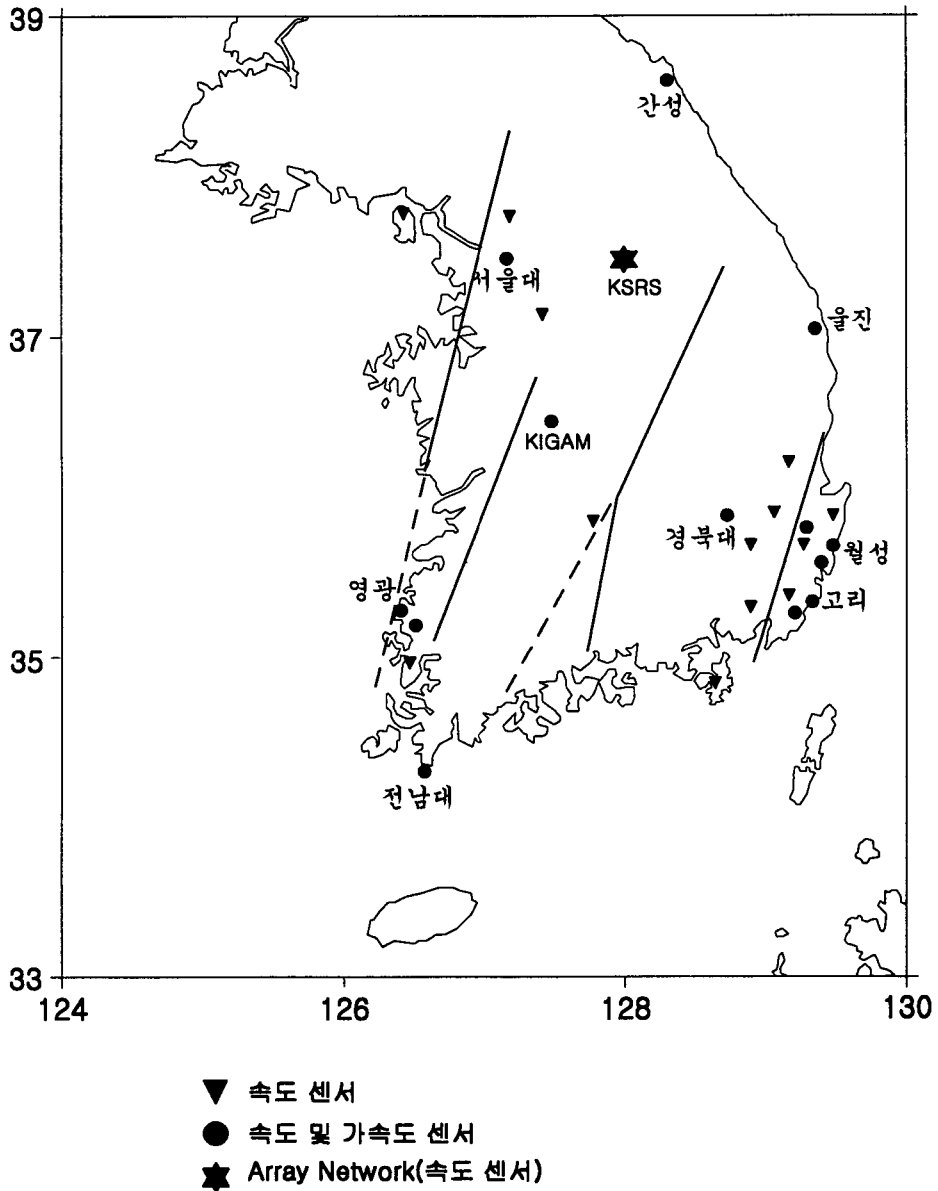 39
간성
서울대
KSRS
울진
37
KIGAM
경북대
월성
영광
고리
35
전남대
33
124
126
128
130
속도 센서
속도 및 가속도 센서
Array Network(속도 센서)